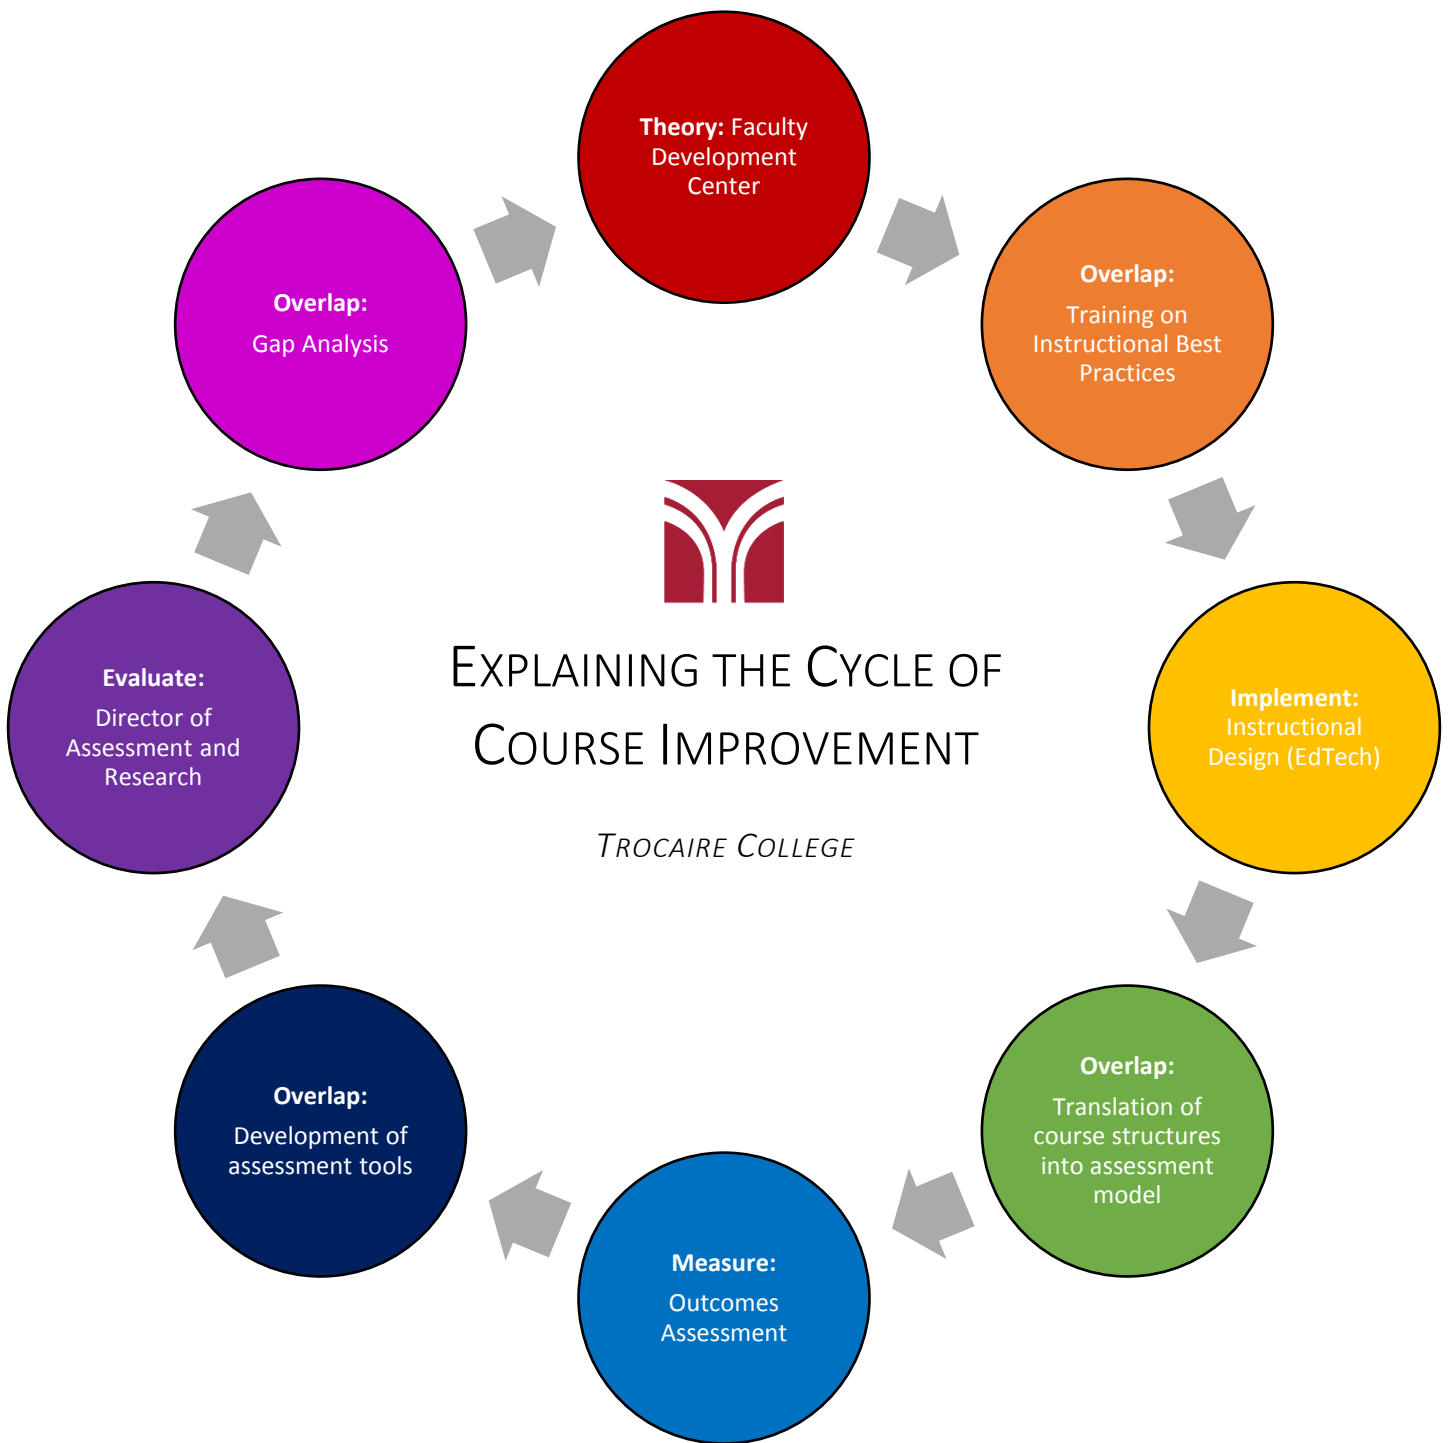 Theory: Faculty
Development
Center
Overlap:
Training on
Instructional Best
Practices
Implement:
Instructional
Design (EdTech)
Overlap:
Translation of
course structures
into assessment
model
Measure:
Outcomes
Assessment
Overlap:
Development of
assessment tools
Evaluate:
Director of
Assessment and
Research
Overlap:
Gap Analysis
EXPLAINING THE CYCLE OF
COURSE IMPROVEMENT
TROCAIRE COLLEGE